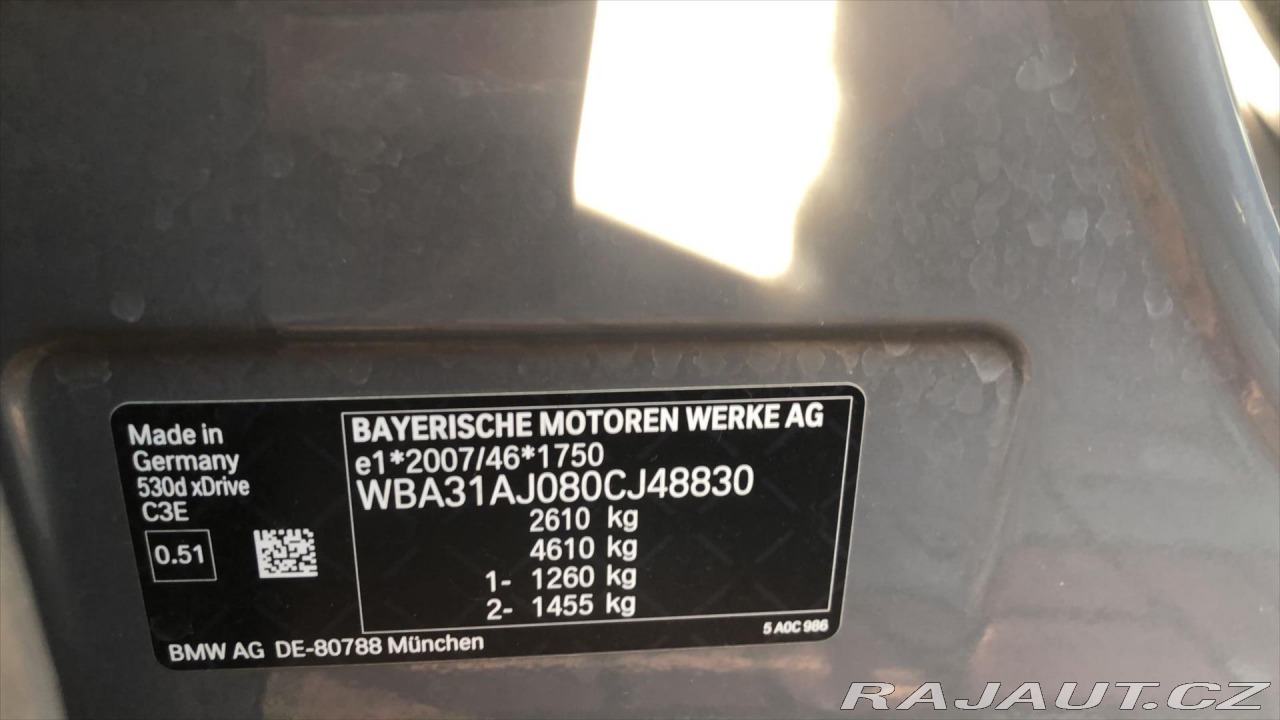 Made in
Germany
530d xDrive
C3E
0.51
BAYERISCHE MOTOREN WERKE AG
e1*2007/46*1750
WBA31AJ080CJ48830
2610 kg
4610 kg
1- 1260 kg
2- 1455 kg
BMW AG DE-80788 München
5 A0C 986
RAJAUT.CZ